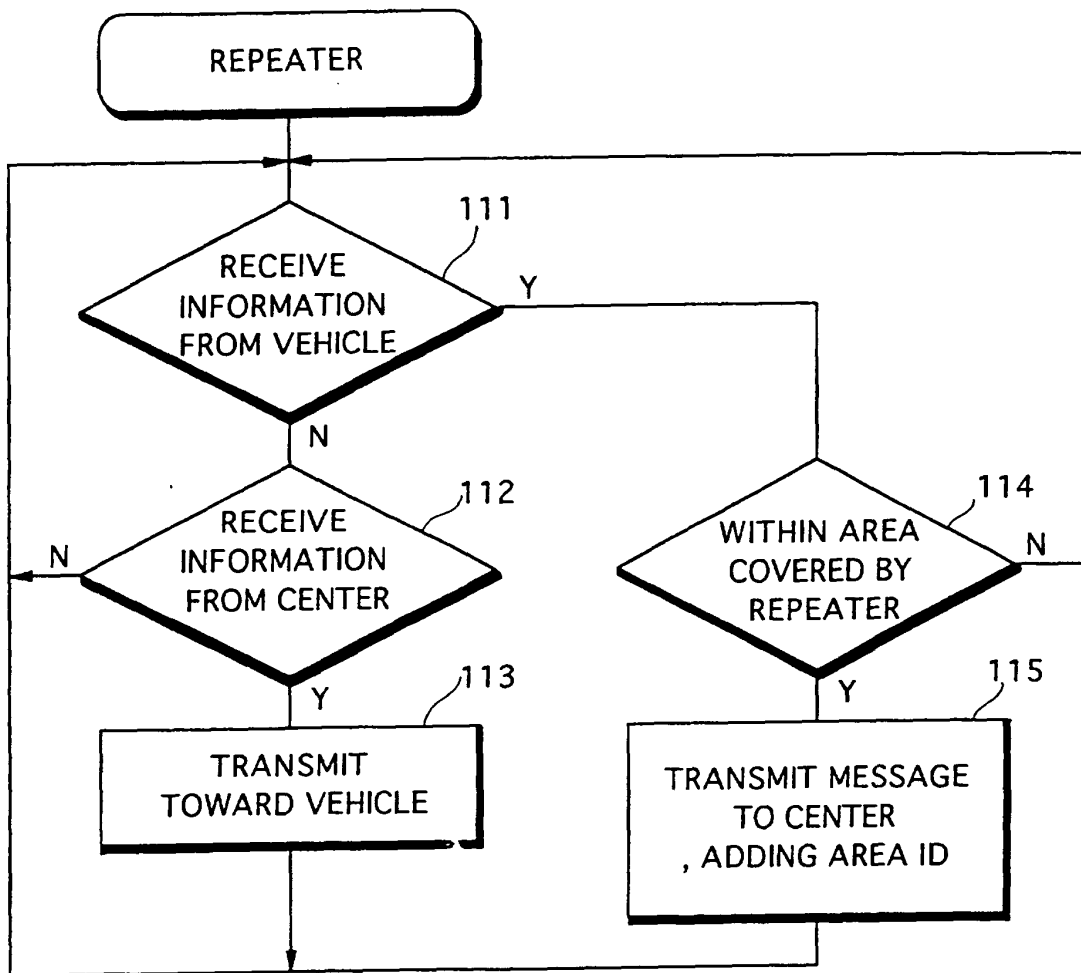 REPEATER
111
RECEIVE
INFORMATION
FROM VEHICLE
Y
N
112
RECEIVE
INFORMATION
FROM CENTER
N
Y
114
WITHIN AREA
COVERED BY
REPEATER
N
Y
113
TRANSMIT
TOWARD VEHICLE
115
TRANSMIT MESSAGE
TO CENTER
, ADDING AREA ID